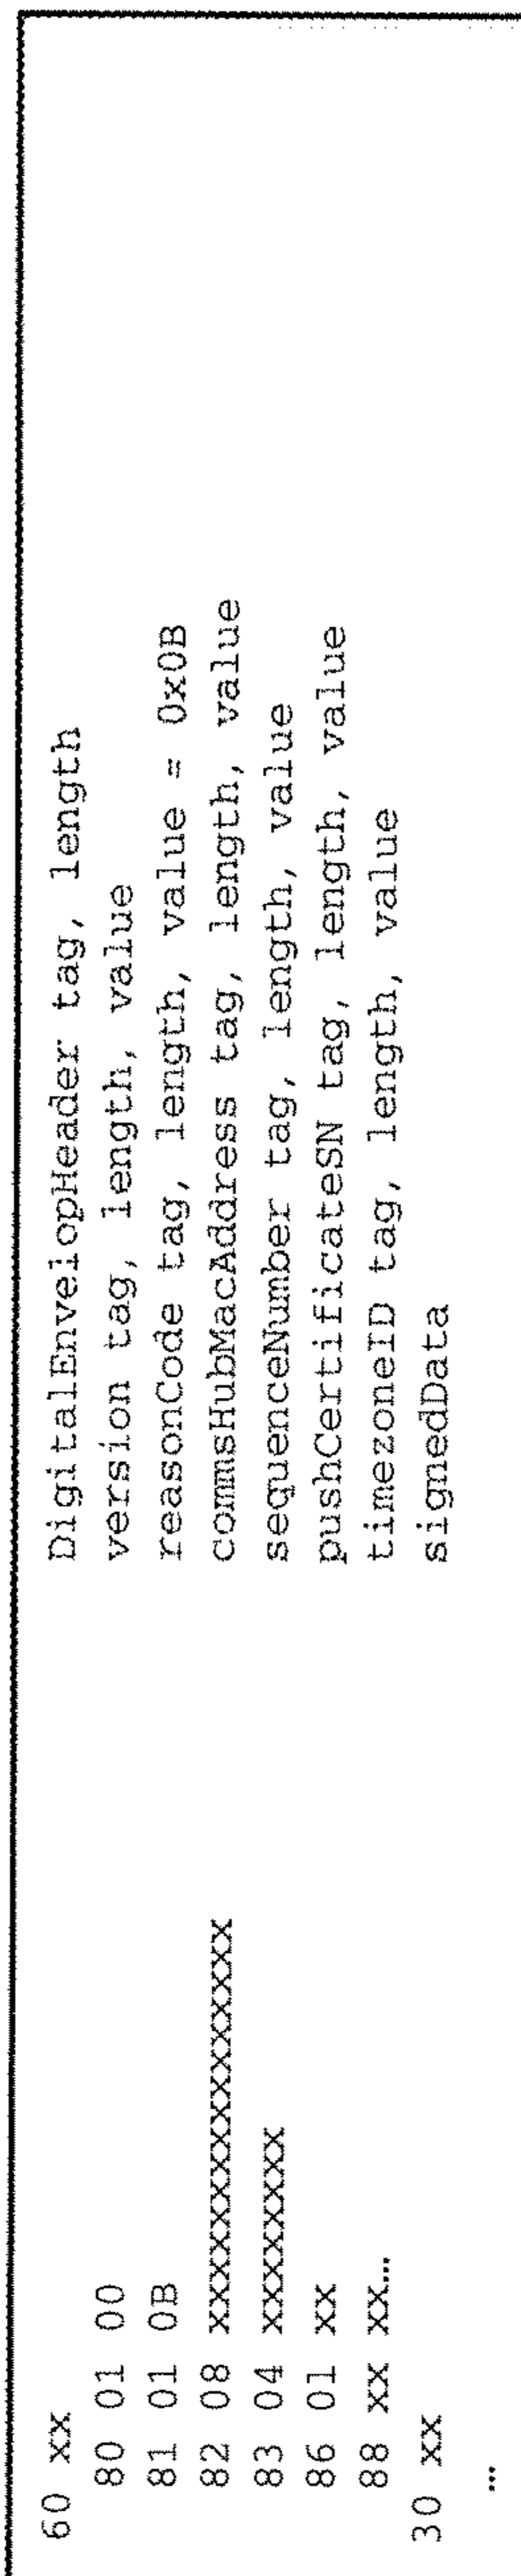 60 xx DigitalEnvelopHeader tag, length
80 01 00 version tag, length, value
81 01 0B reasonCode tag, length, value = 0x0B
82 08 xxxxxxxxxxxxxxxx commsHubMacAddress tag, length, value
83 04 xxxxxxxx sequenceNumber tag, length, value
86 01 xx pushCertificateSN tag, length, value
88 xx xx… timezoneID tag, length, value
30 xx signedData
…